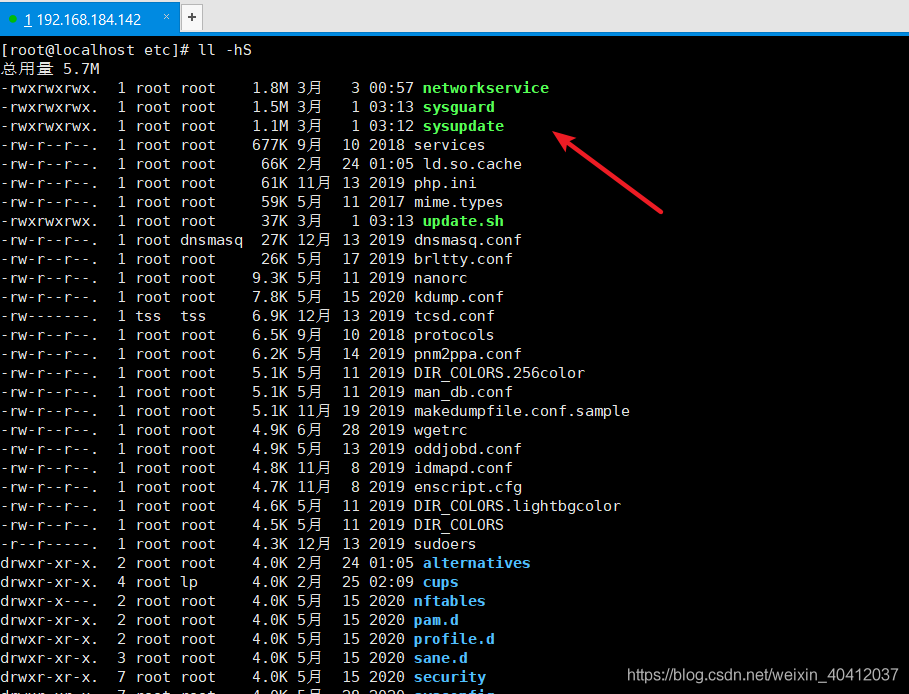 1 192.168.184.142 × +
[root@localhost etc]# ll -hS
总用量 5.7M
-rwxrwxrwx. 1 root root 1.8M 3月 3 00:57 networkservice
-rwxrwxrwx. 1 root root 1.5M 3月 1 03:13 sysguard
-rwxrwxrwx. 1 root root 1.1M 3月 1 03:12 sysupdate
-rw-r--r--. 1 root root 677K 9月 10 2018 services
-rw-r--r--. 1 root root 66K 2月 24 01:05 ld.so.cache
-rw-r--r--. 1 root root 61K 11月 13 2019 php.ini
-rw-r--r--. 1 root root 59K 5月 11 2017 mime.types
-rwxrwxrwx. 1 root root 37K 3月 1 03:13 update.sh
-rw-r--r--. 1 root dnsmasq 27K 12月 13 2019 dnsmasq.conf
-rw-r--r--. 1 root root 26K 5月 17 2019 brltty.conf
-rw-r--r--. 1 root root 9.3K 5月 11 2019 nanorc
-rw-r--r--. 1 root root 7.8K 5月 15 2020 kdump.conf
-rw-------. 1 tss tss 6.9K 12月 13 2019 tcsd.conf
-rw-r--r--. 1 root root 6.5K 9月 10 2018 protocols
-rw-r--r--. 1 root root 6.2K 5月 14 2019 pnm2ppa.conf
-rw-r--r--. 1 root root 5.1K 5月 11 2019 DIR_COLORS.256color
-rw-r--r--. 1 root root 5.1K 5月 11 2019 man_db.conf
-rw-r--r--. 1 root root 5.1K 11月 19 2019 makedumpfile.conf.sample
-rw-r--r--. 1 root root 4.9K 6月 28 2019 wgetrc
-rw-r--r--. 1 root root 4.9K 5月 13 2019 oddjobd.conf
-rw-r--r--. 1 root root 4.8K 11月 8 2019 idmapd.conf
-rw-r--r--. 1 root root 4.7K 11月 8 2019 enscript.cfg
-rw-r--r--. 1 root root 4.6K 5月 11 2019 DIR_COLORS.lightbgcolor
-rw-r--r--. 1 root root 4.5K 5月 11 2019 DIR_COLORS
-r--r-----. 1 root root 4.3K 12月 13 2019 sudoers
drwxr-xr-x. 2 root root 4.0K 2月 24 01:05 alternatives
drwxr-xr-x. 4 root lp 4.0K 2月 25 02:09 cups
drwxr-x---. 2 root root 4.0K 5月 15 2020 nftables
drwxr-xr-x. 2 root root 4.0K 5月 15 2020 pam.d
drwxr-xr-x. 2 root root 4.0K 5月 15 2020 profile.d
drwxr-xr-x. 3 root root 4.0K 5月 15 2020 sane.d
drwxr-xr-x. 7 root root 4.0K 5月 15 2020 security
https://blog.csdn.net/weixin_40412037